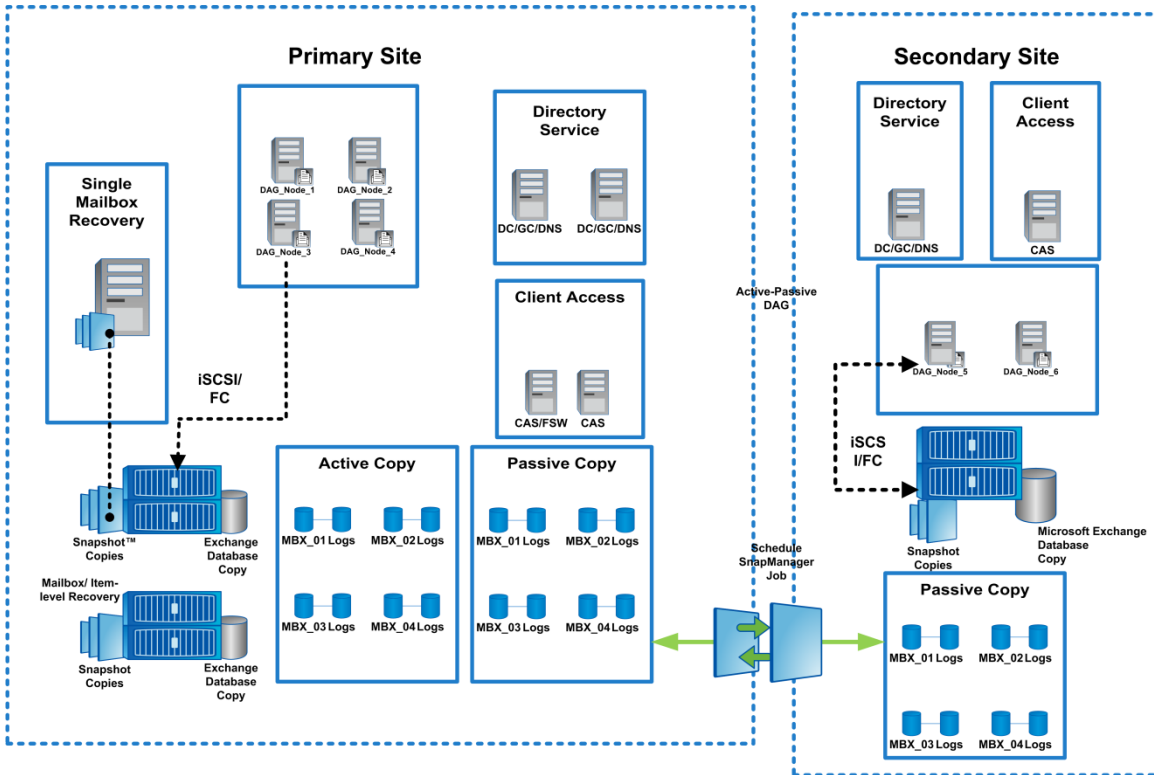 Primary Site
Single
Mailbox
Recovery
DAG_Node_1
DAG_Node_2
DAG_Node_3
DAG_Node_4
Directory
Service
DC/GC/DNS
DC/GC/DNS
Client Access
CAS/FSW
CAS
iSCSI/
FC
Snapshot™
Copies
Exchange
Database
Copy
Mailbox/ Item-
level Recovery
Snapshot
Copies
Exchange
Database
Copy
Active Copy
MBX_01 Logs
MBX_02 Logs
MBX_03 Logs
MBX_04 Logs
Passive Copy
MBX_01 Logs
MBX_02 Logs
MBX_03 Logs
MBX_04 Logs
Active-Passive
DAG
Schedule
SnapManager
Job
Secondary Site
Directory
Service
DC/GC/DNS
Client
Access
CAS
DAG_Node_5
DAG_Node_6
iSCS
I/FC
Snapshot
Copies
Microsoft Exchange
Database
Copy
Passive Copy
MBX_01 Logs
MBX_02 Logs
MBX_03 Logs
MBX_04 Logs